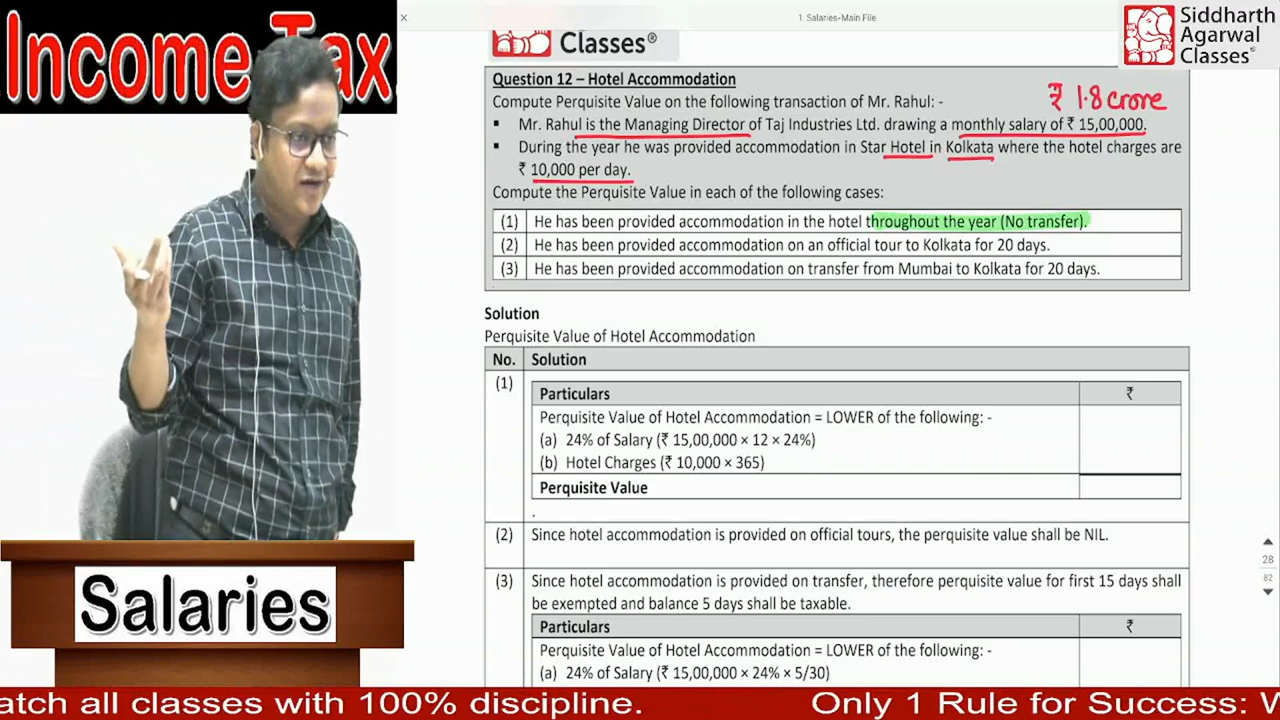 Income Tax
1. Salaries-Main File
Siddharth
Agarwal
Classes®
Classes®
Question 12 – Hotel Accommodation
Compute Perquisite Value on the following transaction of Mr. Rahul: -
₹ 1.8 crore
▪ Mr. Rahul is the Managing Director of Taj Industries Ltd. drawing a monthly salary of ₹ 15,00,000.
▪ During the year he was provided accommodation in Star Hotel in Kolkata where the hotel charges are
₹ 10,000 per day.
Compute the Perquisite Value in each of the following cases:
(1) He has been provided accommodation in the hotel throughout the year (No transfer).
(2) He has been provided accommodation on an official tour to Kolkata for 20 days.
(3) He has been provided accommodation on transfer from Mumbai to Kolkata for 20 days.
Solution
Perquisite Value of Hotel Accommodation
No. Solution
(1)
Particulars ₹
Perquisite Value of Hotel Accommodation = LOWER of the following: -
(a) 24% of Salary (₹ 15,00,000 × 12 × 24%)
(b) Hotel Charges (₹ 10,000 × 365)
Perquisite Value
.
(2) Since hotel accommodation is provided on official tours, the perquisite value shall be NIL.
(3) Since hotel accommodation is provided on transfer, therefore perquisite value for first 15 days shall
be exempted and balance 5 days shall be taxable.
Particulars ₹
Perquisite Value of Hotel Accommodation = LOWER of the following: -
(a) 24% of Salary (₹ 15,00,000 × 24% × 5/30)
28
82
Salaries
atch all classes with 100% discipline. Only 1 Rule for Success: W